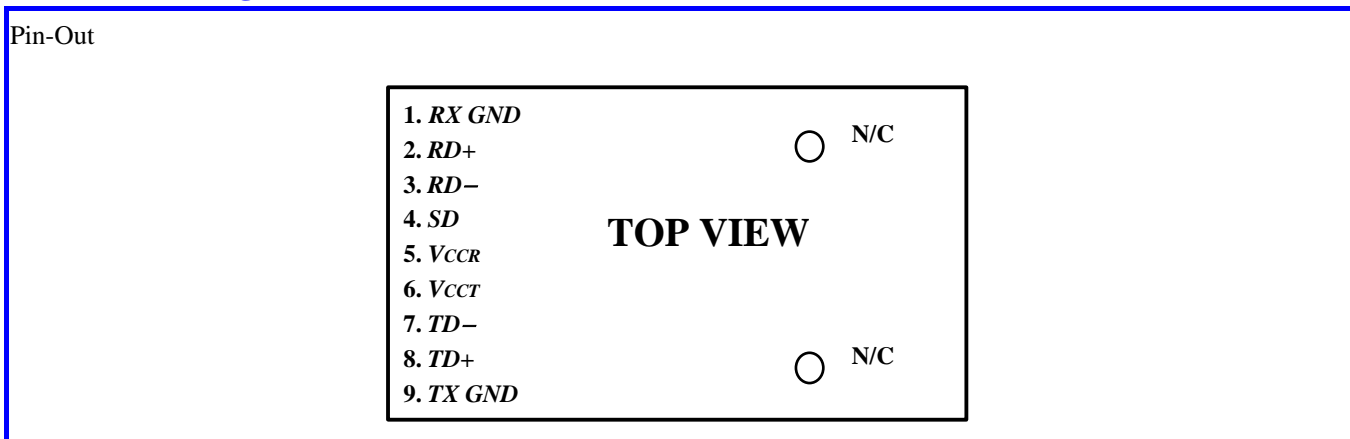 Pin-Out
1. RX GND
2. RD+
3. RD−
4. SD
5. VCCR
6. VCCT
7. TD−
8. TD+
9. TX GND
TOP VIEW
N/C
N/C